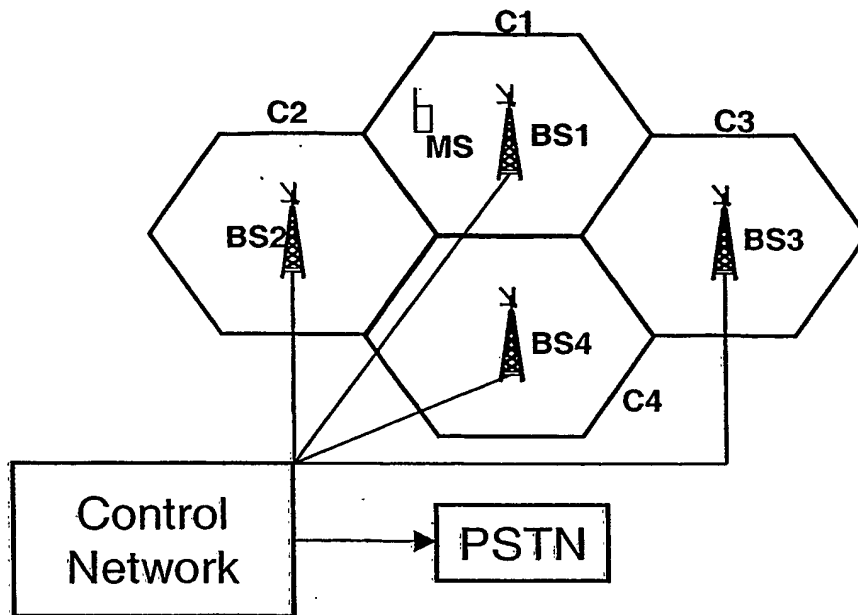 C1
C2
C3
MS
BS1
BS2
BS3
BS4
C4
Control
Network
PSTN